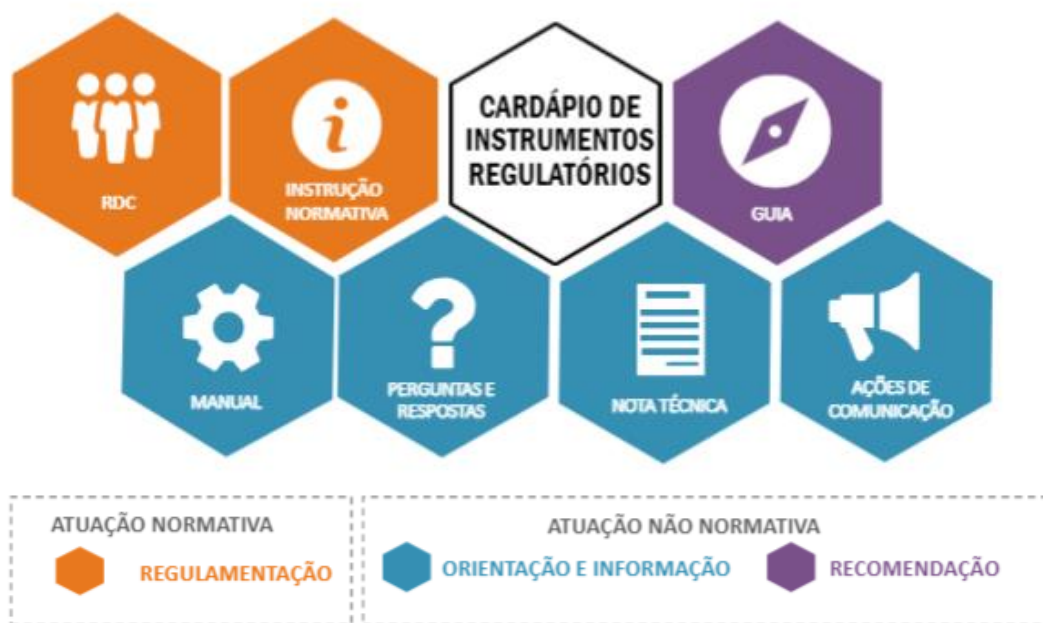 RDC
INSTRUÇÃO
NORMATIVA
CARDÁPIO DE
INSTRUMENTOS
REGULATÓRIOS
GUIA
MANUAL
PERGUNTAS E
RESPOSTAS
NOTA TÉCNICA
AÇÕES DE
COMUNICAÇÃO
ATUAÇÃO NORMATIVA
REGULAMENTAÇÃO
ATUAÇÃO NÃO NORMATIVA
ORIENTAÇÃO E INFORMAÇÃO
RECOMENDAÇÃO